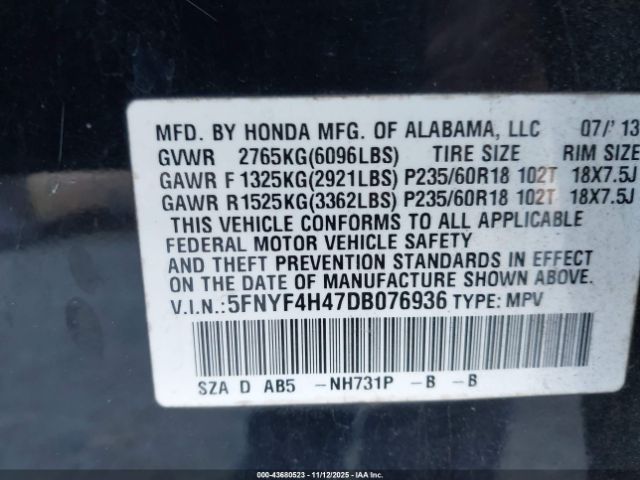 MFD. BY HONDA MFG. OF ALABAMA, LLC 07/'13
GVWR 2765KG(6096LBS) TIRE SIZE RIM SIZE
GAWR F 1325KG(2921LBS) P235/60R18 102T 18X7.5J
GAWR R1525KG(3362LBS) P235/60R18 102T 18X7.5J
THIS VEHICLE CONFORMS TO ALL APPLICABLE
FEDERAL MOTOR VEHICLE SAFETY
AND THEFT PREVENTION STANDARDS IN EFFECT
ON THE DATE OF MANUFACTURE SHOWN ABOVE.
V.I.N.:5FNYF4H47DB076936 TYPE: MPV
SZA D AB5 -NH731P -B -B
000-43680523 - 11/12/2025 - IAAI.COM